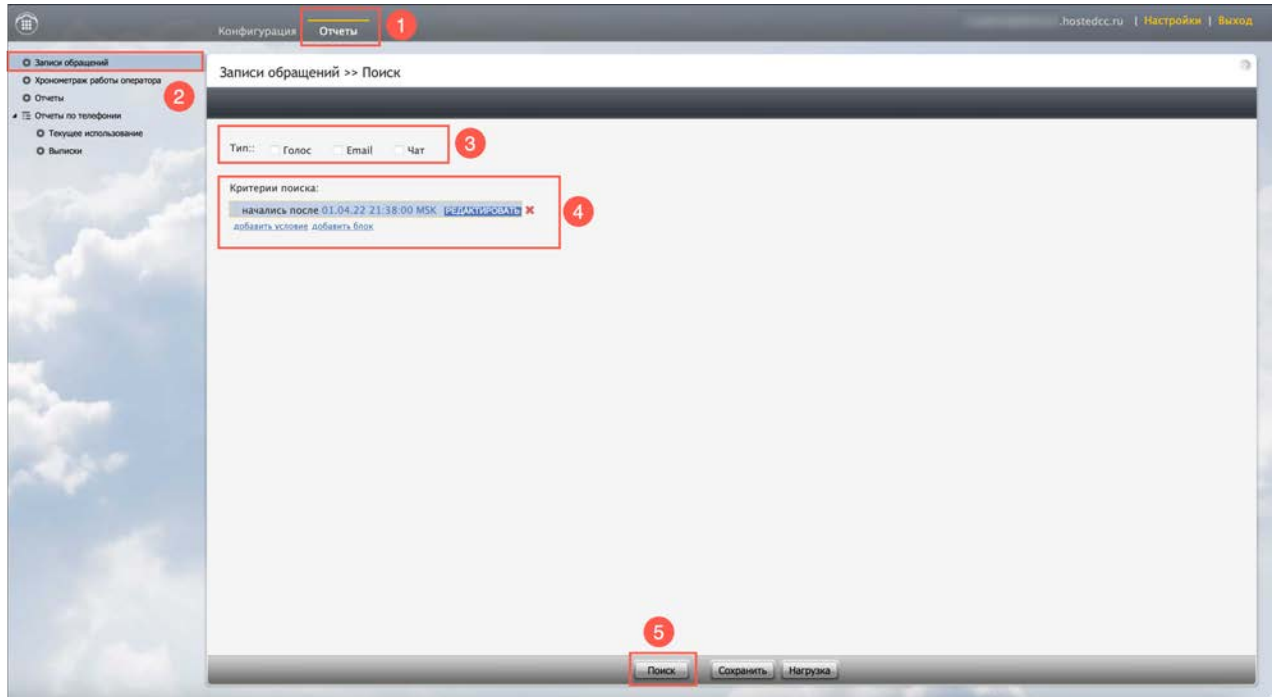 .hostedcc.ru | Настройки | Выход
Конфигурация Отчеты 1
Записи обращений
Хронометраж работы оператора
2
Отчеты
Отчеты по телефонии
Текущее использование
Выписки
Записи обращений >> Поиск
Тип:: Голос Email Чат 3
Критерии поиска:
начались после 01.04.22 21:38:00 MSK РЕДАКТИРОВАТЬ 4
добавить условие добавить блок
5
Поиск Сохранить Нагрузка